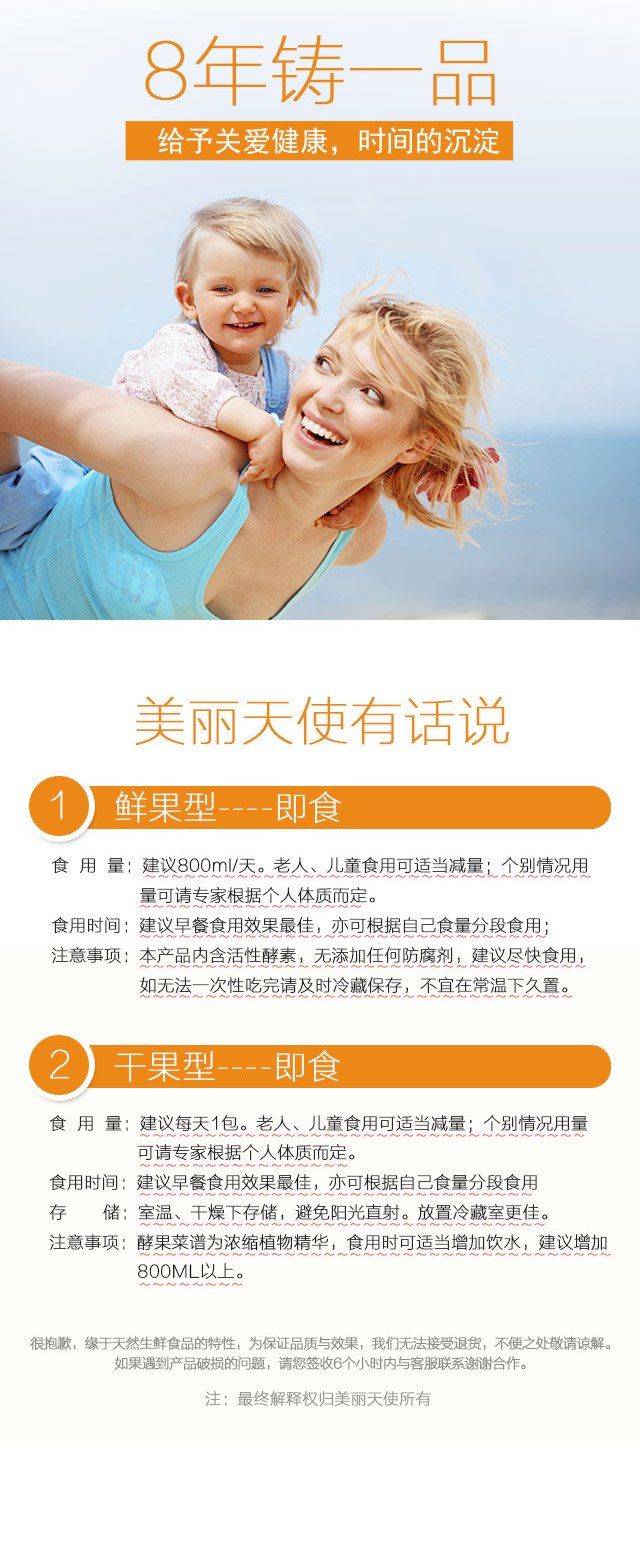 8年铸一品
给予关爱健康，时间的沉淀
美丽天使有话说
1 鲜果型----即食
食 用 量：建议800ml/天。老人、儿童食用可适当减量；个别情况用
量可请专家根据个人体质而定。
食用时间：建议早餐食用效果最佳，亦可根据自己食量分段食用；
注意事项：本产品内含活性酵素，无添加任何防腐剂，建议尽快食用，
如无法一次性吃完请及时冷藏保存，不宜在常温下久置。
2 干果型----即食
食 用 量：建议每天1包。老人、儿童食用可适当减量；个别情况用量
可请专家根据个人体质而定。
食用时间：建议早餐食用效果最佳，亦可根据自己食量分段食用
存 储：室温、干燥下存储，避免阳光直射。放置冷藏室更佳。
注意事项：酵果菜谱为浓缩植物精华，食用时可适当增加饮水，建议增加
800ML以上。
很抱歉，缘于天然生鲜食品的特性，为保证品质与效果，我们无法接受退货，不便之处敬请谅解。
如果遇到产品破损的问题，请您签收6个小时内与客服联系谢谢合作。
注；最终解释权归美丽天使所有